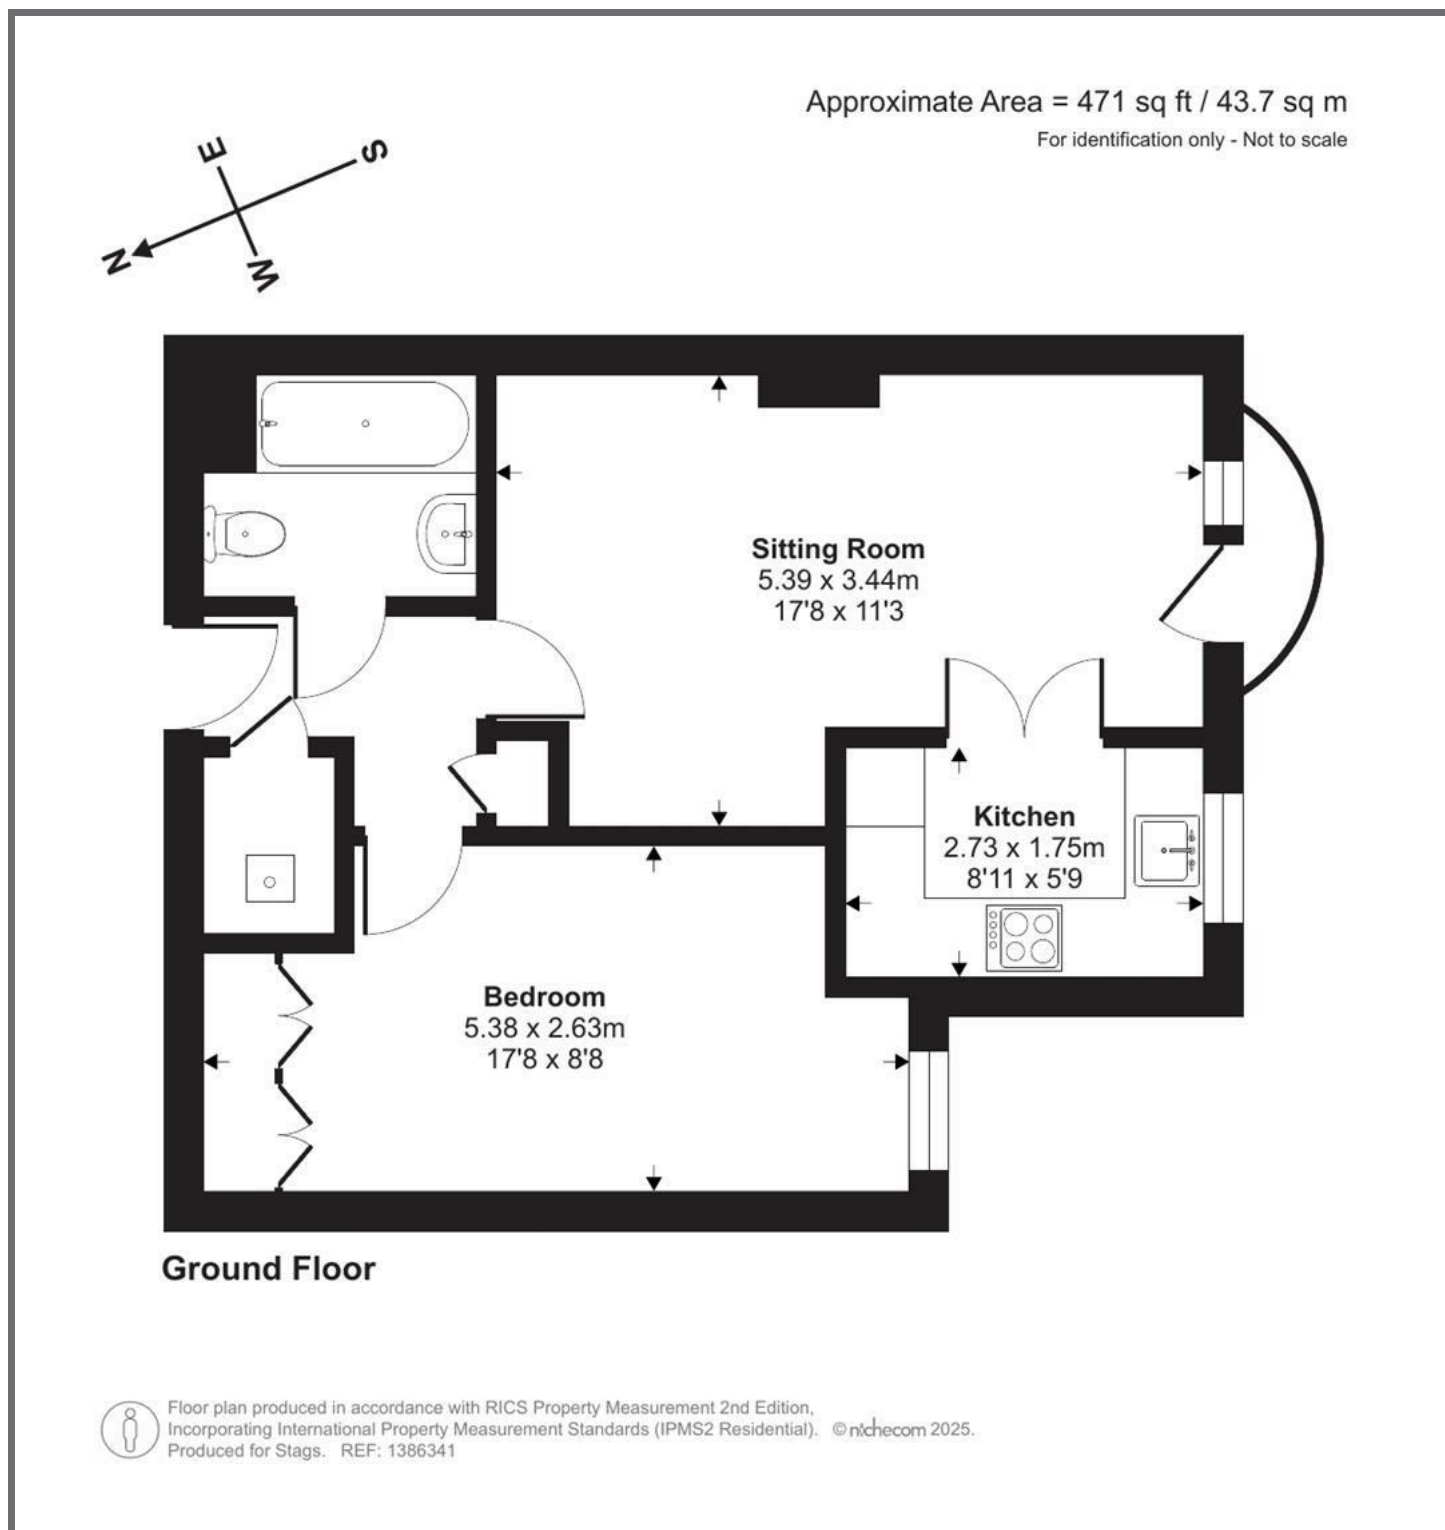 Approximate Area = 471 sq ft / 43.7 sq m
For identification only - Not to scale
E
S
N
W
Sitting Room
5.39 x 3.44m
17'8 x 11'3
Kitchen
2.73 x 1.75m
8'11 x 5'9
Bedroom
5.38 x 2.63m
17'8 x 8'8
Ground Floor
Floor plan produced in accordance with RICS Property Measurement 2nd Edition,
Incorporating International Property Measurement Standards (IPMS2 Residential). © nichecom 2025.
Produced for Stags. REF: 1386341